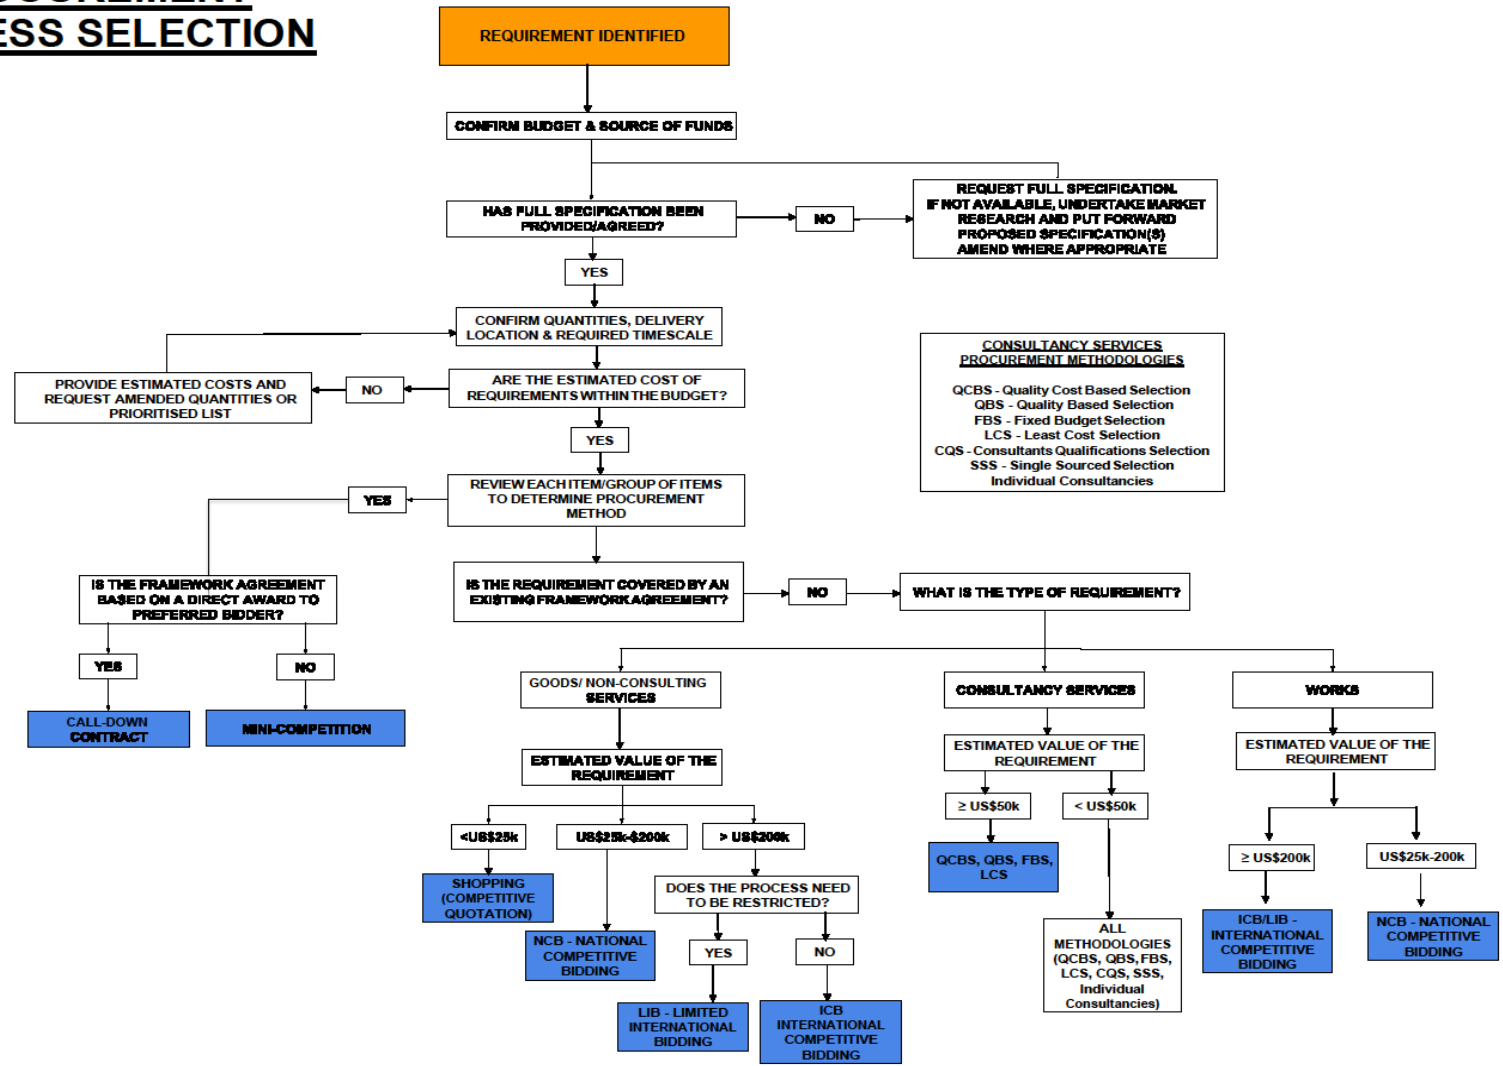 ESS SELECTION
REQUIREMENT IDENTIFIED
CONFIRM BUDGET & SOURCE OF FUNDS
HAS FULL SPECIFICATION BEEN
PROVIDED/AGREED?
NO
REQUEST FULL SPECIFICATION.
IF NOT AVAILABLE, UNDERTAKE MARKET
RESEARCH AND PUT FORWARD
PROPOSED SPECIFICATION(S)
AMEND WHERE APPROPRIATE
YES
CONFIRM QUANTITIES, DELIVERY
LOCATION & REQUIRED TIMESCALE
CONSULTANCY SERVICES
PROCUREMENT METHODOLOGIES
QCBS - Quality Cost Based Selection
QBS - Quality Based Selection
FBS - Fixed Budget Selection
LCS - Least Cost Selection
CQS - Consultants Qualifications Selection
SSS - Single Sourced Selection
Individual Consultancies
PROVIDE ESTIMATED COSTS AND
REQUEST AMENDED QUANTITIES OR
PRIORITISED LIST
NO
ARE THE ESTIMATED COST OF
REQUIREMENTS WITHIN THE BUDGET?
YES
REVIEW EACH ITEM/GROUP OF ITEMS
TO DETERMINE PROCUREMENT
METHOD
YES
IS THE FRAMEWORK AGREEMENT
BASED ON A DIRECT AWARD TO
PREFERRED BIDDER?
IS THE REQUIREMENT COVERED BY AN
EXISTING FRAMEWORK AGREEMENT?
NO
WHAT IS THE TYPE OF REQUIREMENT?
YES
NO
CALL-DOWN
CONTRACT
MINI-COMPETITION
GOODS/ NON-CONSULTING
SERVICES
CONSULTANCY SERVICES
WORKS
ESTIMATED VALUE OF THE
REQUIREMENT
ESTIMATED VALUE OF THE
REQUIREMENT
ESTIMATED VALUE OF THE
REQUIREMENT
<US$25k
US$25k-$200k
> US$200k
≥ US$50k
< US$50k
≥ US$200k
US$25k-200k
SHOPPING
(COMPETITIVE
QUOTATION)
NCB - NATIONAL
COMPETITIVE
BIDDING
DOES THE PROCESS NEED
TO BE RESTRICTED?
YES
NO
LIB - LIMITED
INTERNATIONAL
BIDDING
ICB
INTERNATIONAL
COMPETITIVE
BIDDING
QCBS, QBS, FBS,
LCS
ALL
METHODOLOGIES
(QCBS, QBS, FBS,
LCS, CQS, SSS,
Individual
Consultancies)
ICB/LIB -
INTERNATIONAL
COMPETITIVE
BIDDING
NCB - NATIONAL
COMPETITIVE
BIDDING